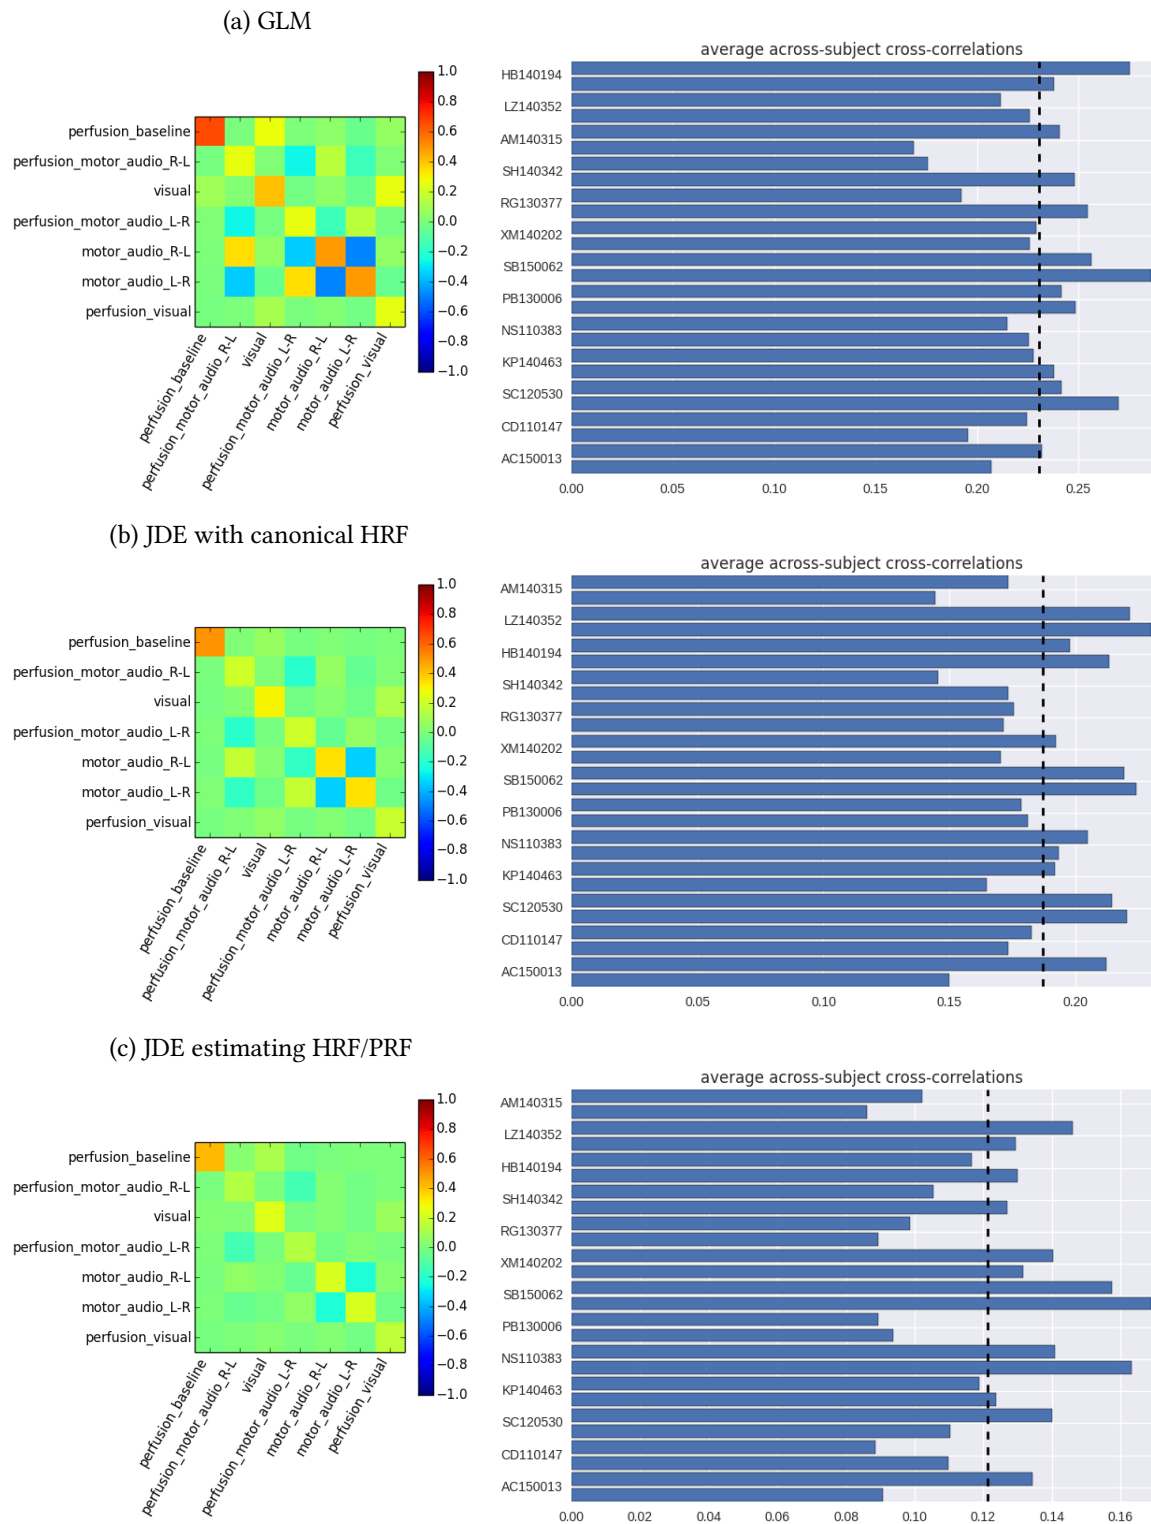 (a) GLM
average across-subject cross-correlations
1.0
0.8
0.6
0.4
0.2
0.0
−0.2
−0.4
−0.6
−0.8
−1.0
perfusion_baseline
perfusion_motor_audio_R-L
visual
perfusion_motor_audio_L-R
motor_audio_R-L
motor_audio_L-R
perfusion_visual
perfusion_baseline
perfusion_motor_audio_R-L
visual
perfusion_motor_audio_L-R
motor_audio_R-L
motor_audio_L-R
perfusion_visual
HB140194
LZ140352
AM140315
SH140342
RG130377
XM140202
SB150062
PB130006
NS110383
KP140463
SC120530
CD110147
AC150013
0.00 0.05 0.10 0.15 0.20 0.25
(b) JDE with canonical HRF
average across-subject cross-correlations
1.0
0.8
0.6
0.4
0.2
0.0
−0.2
−0.4
−0.6
−0.8
−1.0
perfusion_baseline
perfusion_motor_audio_R-L
visual
perfusion_motor_audio_L-R
motor_audio_R-L
motor_audio_L-R
perfusion_visual
perfusion_baseline
perfusion_motor_audio_R-L
visual
perfusion_motor_audio_L-R
motor_audio_R-L
motor_audio_L-R
perfusion_visual
AM140315
LZ140352
HB140194
SH140342
RG130377
XM140202
SB150062
PB130006
NS110383
KP140463
SC120530
CD110147
AC150013
0.00 0.05 0.10 0.15 0.20
(c) JDE estimating HRF/PRF
average across-subject cross-correlations
1.0
0.8
0.6
0.4
0.2
0.0
−0.2
−0.4
−0.6
−0.8
−1.0
perfusion_baseline
perfusion_motor_audio_R-L
visual
perfusion_motor_audio_L-R
motor_audio_R-L
motor_audio_L-R
perfusion_visual
perfusion_baseline
perfusion_motor_audio_R-L
visual
perfusion_motor_audio_L-R
motor_audio_R-L
motor_audio_L-R
perfusion_visual
AM140315
LZ140352
HB140194
SH140342
RG130377
XM140202
SB150062
PB130006
NS110383
KP140463
SC120530
CD110147
AC150013
0.00 0.02 0.04 0.06 0.08 0.10 0.12 0.14 0.16